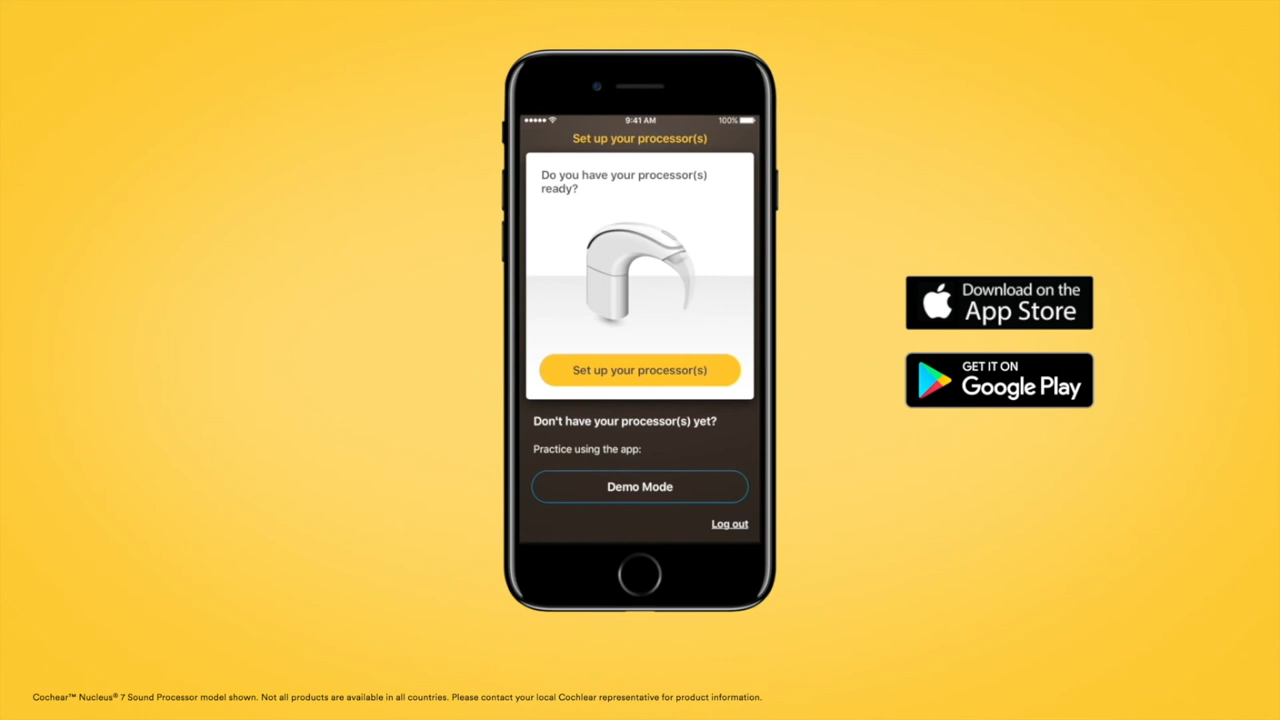 9:41 AM
100%
Set up your processor(s)
Do you have your processor(s)
ready?
Set up your processor(s)
Don't have your processor(s) yet?
Practice using the app:
Demo Mode
Log out
Download on the
App Store
GET IT ON
Google Play
Cochear™ Nucleus® 7 Sound Processor model shown. Not all products are available in all countries. Please contact your local Cochlear representative for product information.